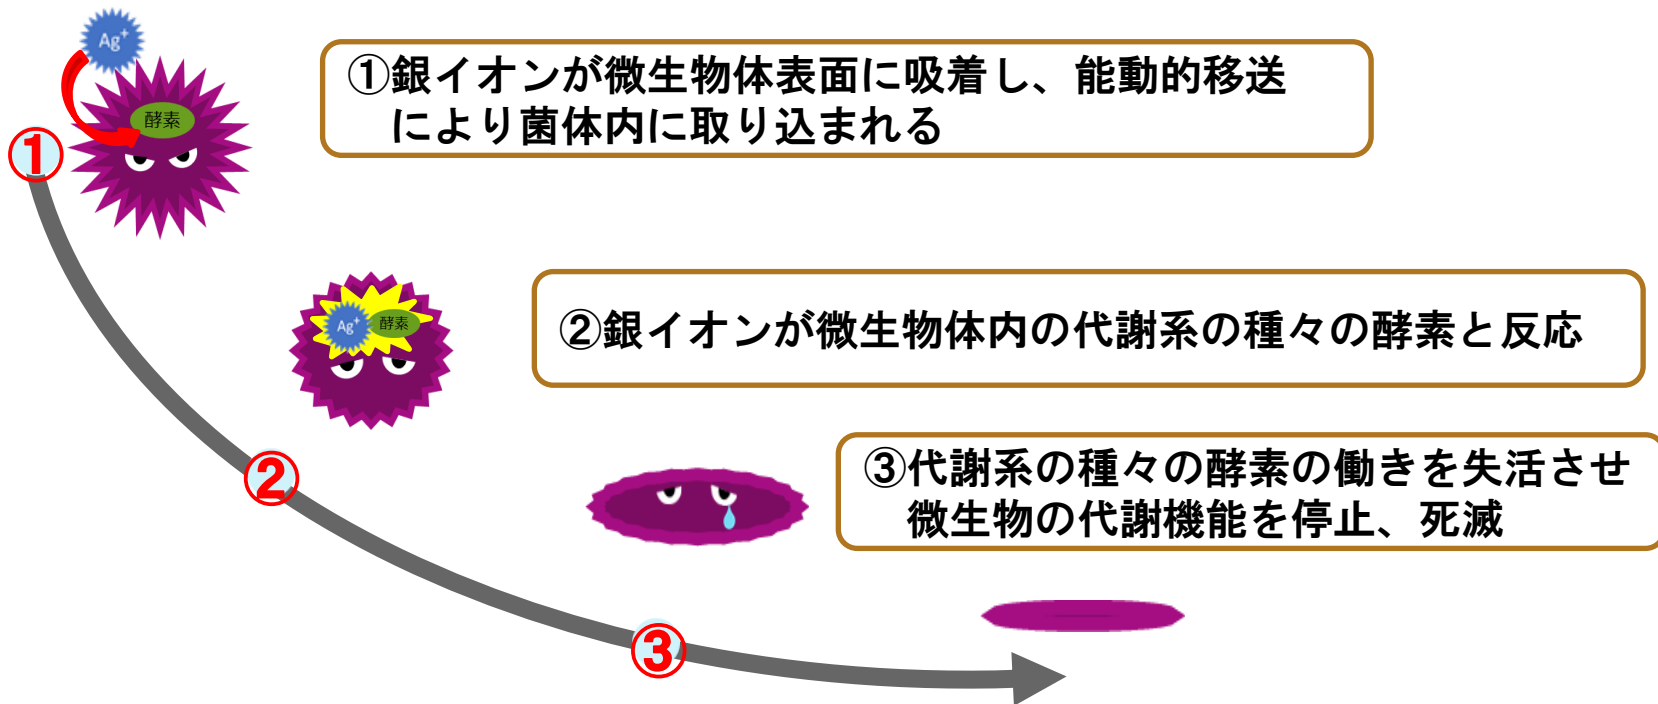 Ag+
酵素
①
①銀イオンが微生物体表面に吸着し、能動的移送
により菌体内に取り込まれる
Ag+
酵素
②銀イオンが微生物体内の代謝系の種々の酵素と反応
②
③代謝系の種々の酵素の働きを失活させ
微生物の代謝機能を停止、死滅
③